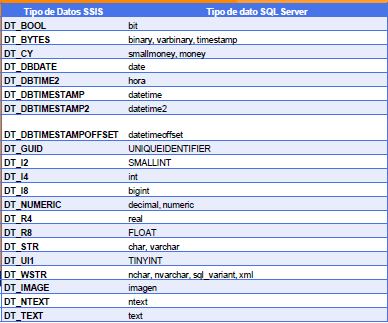 Tipo de Datos SSIS Tipo de dato SQL Server
DT_BOOL bit
DT_BYTES binary, varbinary, timestamp
DT_CY smallmoney, money
DT_DBDATE date
DT_DBTIME2 hora
DT_DBTIMESTAMP datetime
DT_DBTIMESTAMP2 datetime2
DT_DBTIMESTAMPOFFSET datetimeoffset
DT_GUID UNIQUEIDENTIFIER
DT_I2 SMALLINT
DT_I4 int
DT_I8 bigint
DT_NUMERIC decimal, numeric
DT_R4 real
DT_R8 FLOAT
DT_STR char, varchar
DT_UI1 TINYINT
DT_WSTR nchar, nvarchar, sql_variant, xml
DT_IMAGE imagen
DT_NTEXT ntext
DT_TEXT text